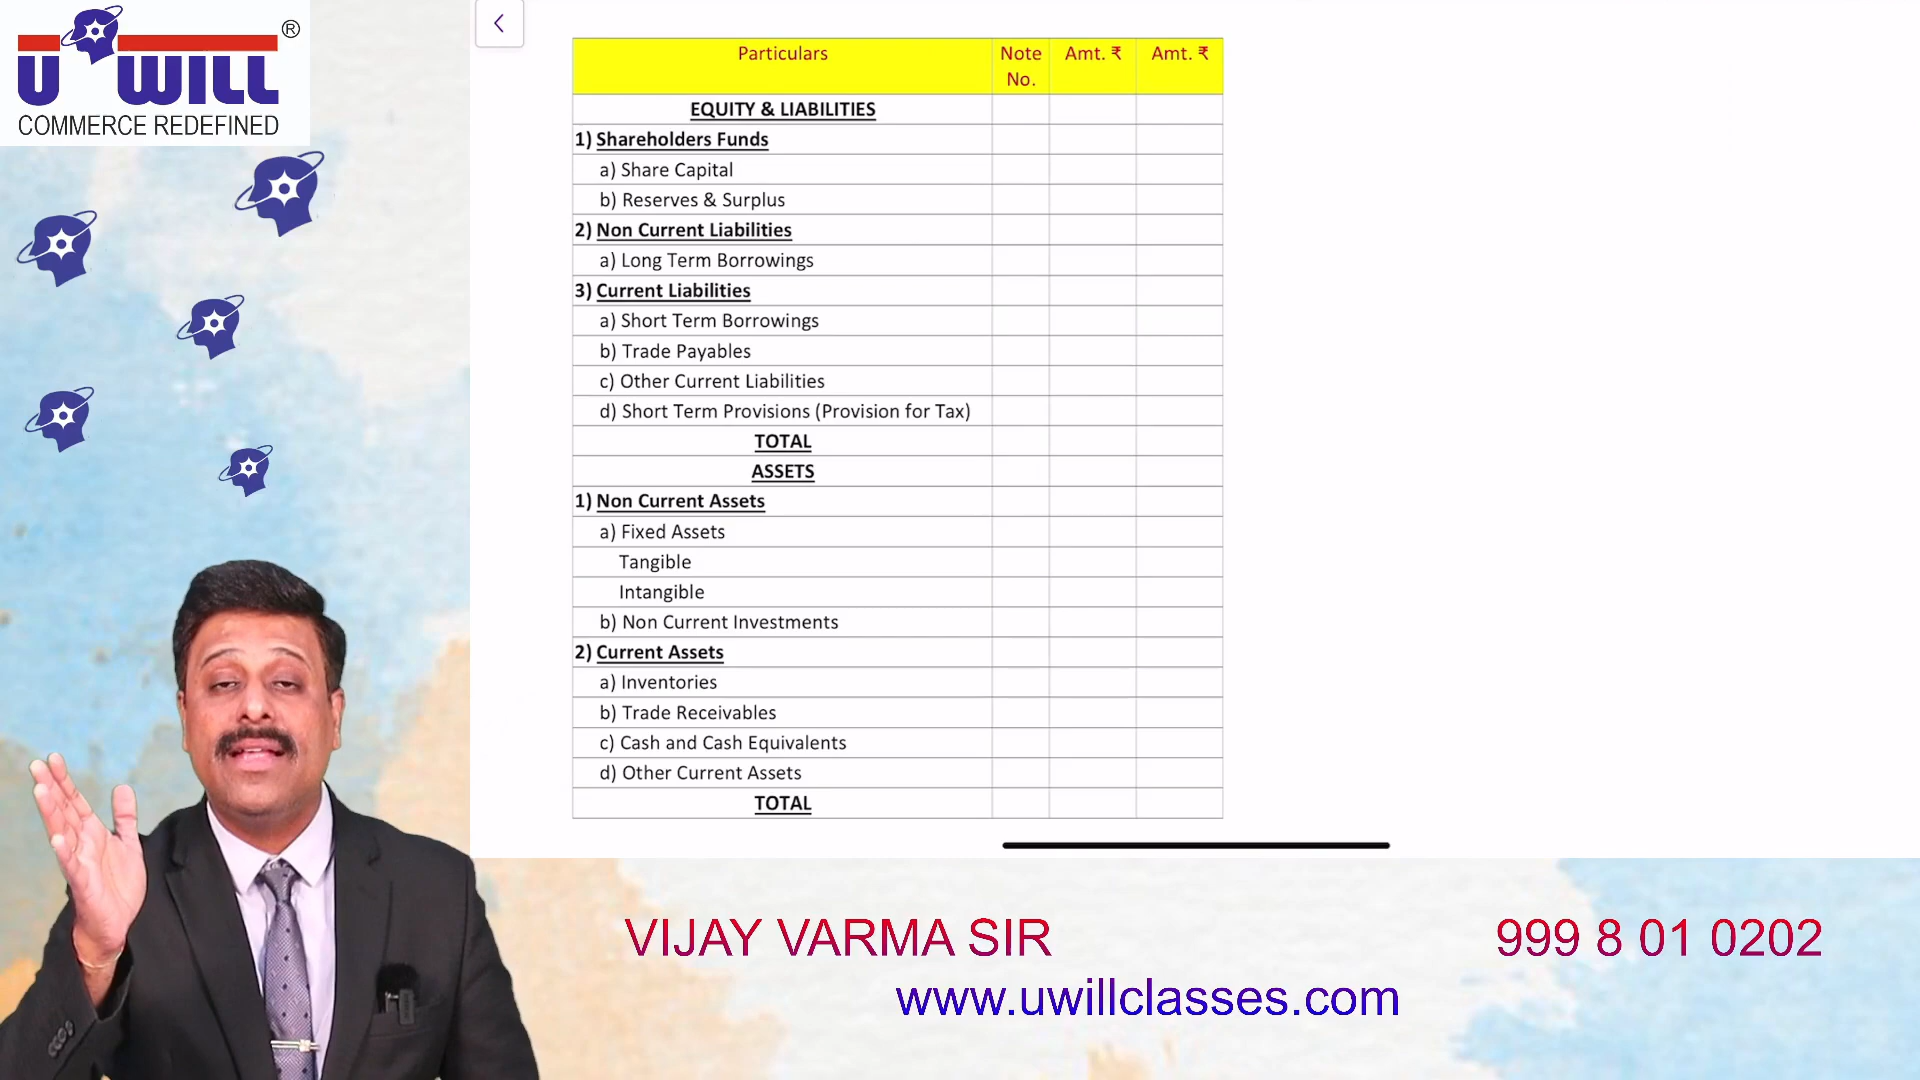 U WILL ®
COMMERCE REDEFINED
Particulars Note No. Amt. ₹ Amt. ₹
EQUITY & LIABILITIES
1) Shareholders Funds
a) Share Capital
b) Reserves & Surplus
2) Non Current Liabilities
a) Long Term Borrowings
3) Current Liabilities
a) Short Term Borrowings
b) Trade Payables
c) Other Current Liabilities
d) Short Term Provisions (Provision for Tax)
TOTAL
ASSETS
1) Non Current Assets
a) Fixed Assets
Tangible
Intangible
b) Non Current Investments
2) Current Assets
a) Inventories
b) Trade Receivables
c) Cash and Cash Equivalents
d) Other Current Assets
TOTAL
VIJAY VARMA SIR 999 8 01 0202
www.uwillclasses.com